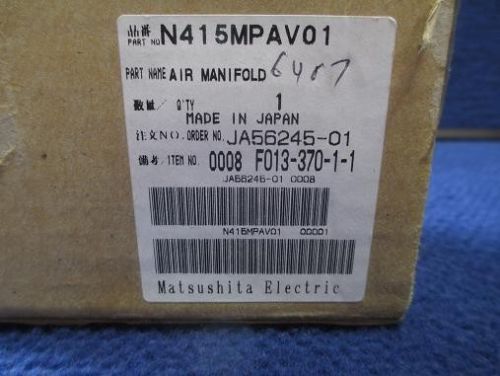 品番 PART NO N415MPAV01
PART NAME AIR MANIFOLD 6407
数量/Q'TY 1
MADE IN JAPAN
注文NO. ORDER NO. JA56245-01
備考/ITEM NO. 0008 F013-370-1-1
JA56245-01 0008
N415MPAV01 00001
Matsushita Electric